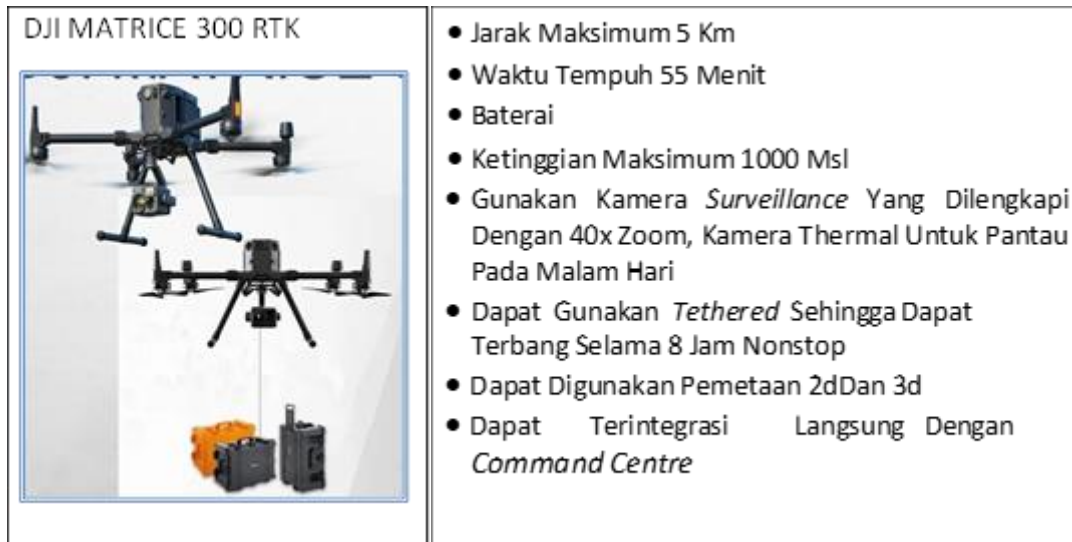 DJI MATRICE 300 RTK
• Jarak Maksimum 5 Km
• Waktu Tempuh 55 Menit
• Baterai
• Ketinggian Maksimum 1000 Msl
• Gunakan Kamera Surveillance Yang Dilengkapi
Dengan 40x Zoom, Kamera Thermal Untuk Pantau
Pada Malam Hari
• Dapat Gunakan Tethered Sehingga Dapat
Terbang Selama 8 Jam Nonstop
• Dapat Digunakan Pemetaan 2dDan 3d
• Dapat Terintegrasi Langsung Dengan
Command Centre